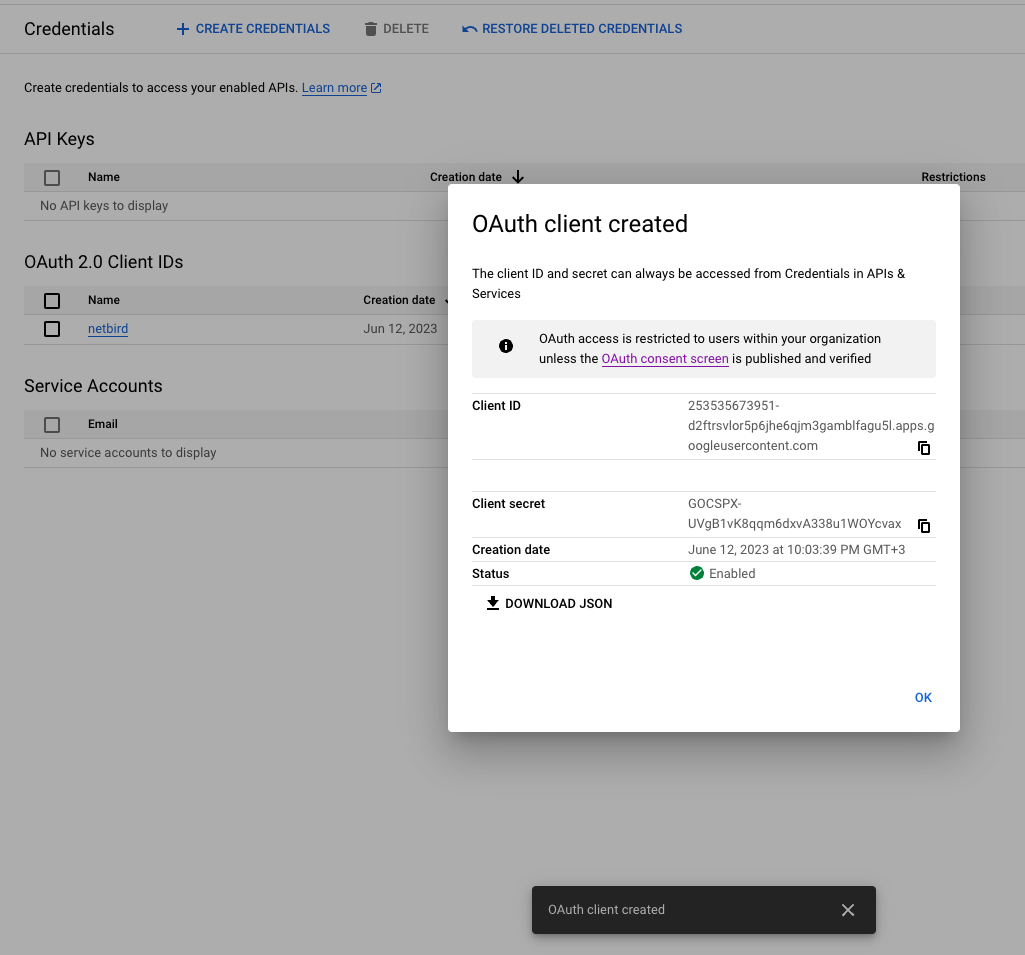 Credentials
CREATE CREDENTIALS
DELETE
RESTORE DELETED CREDENTIALS
Create credentials to access your enabled APIs. Learn more
API Keys
Name
Creation date
Restrictions
No API keys to display
OAuth 2.0 Client IDs
Name
Creation date
netbird
Jun 12, 2023
Service Accounts
Email
No service accounts to display
OAuth client created
The client ID and secret can always be accessed from Credentials in APIs &
Services
OAuth access is restricted to users within your organization
unless the OAuth consent screen is published and verified
Client ID
253535673951-
d2ftrsvlor5p6jhe6qjm3gamblfagu5l.apps.g
oogleusercontent.com
Client secret
GOCSPX-
UVgB1vK8qqm6dxvA338u1WOYcvax
Creation date
June 12, 2023 at 10:03:39 PM GMT+3
Status
Enabled
DOWNLOAD JSON
OK
OAuth client created